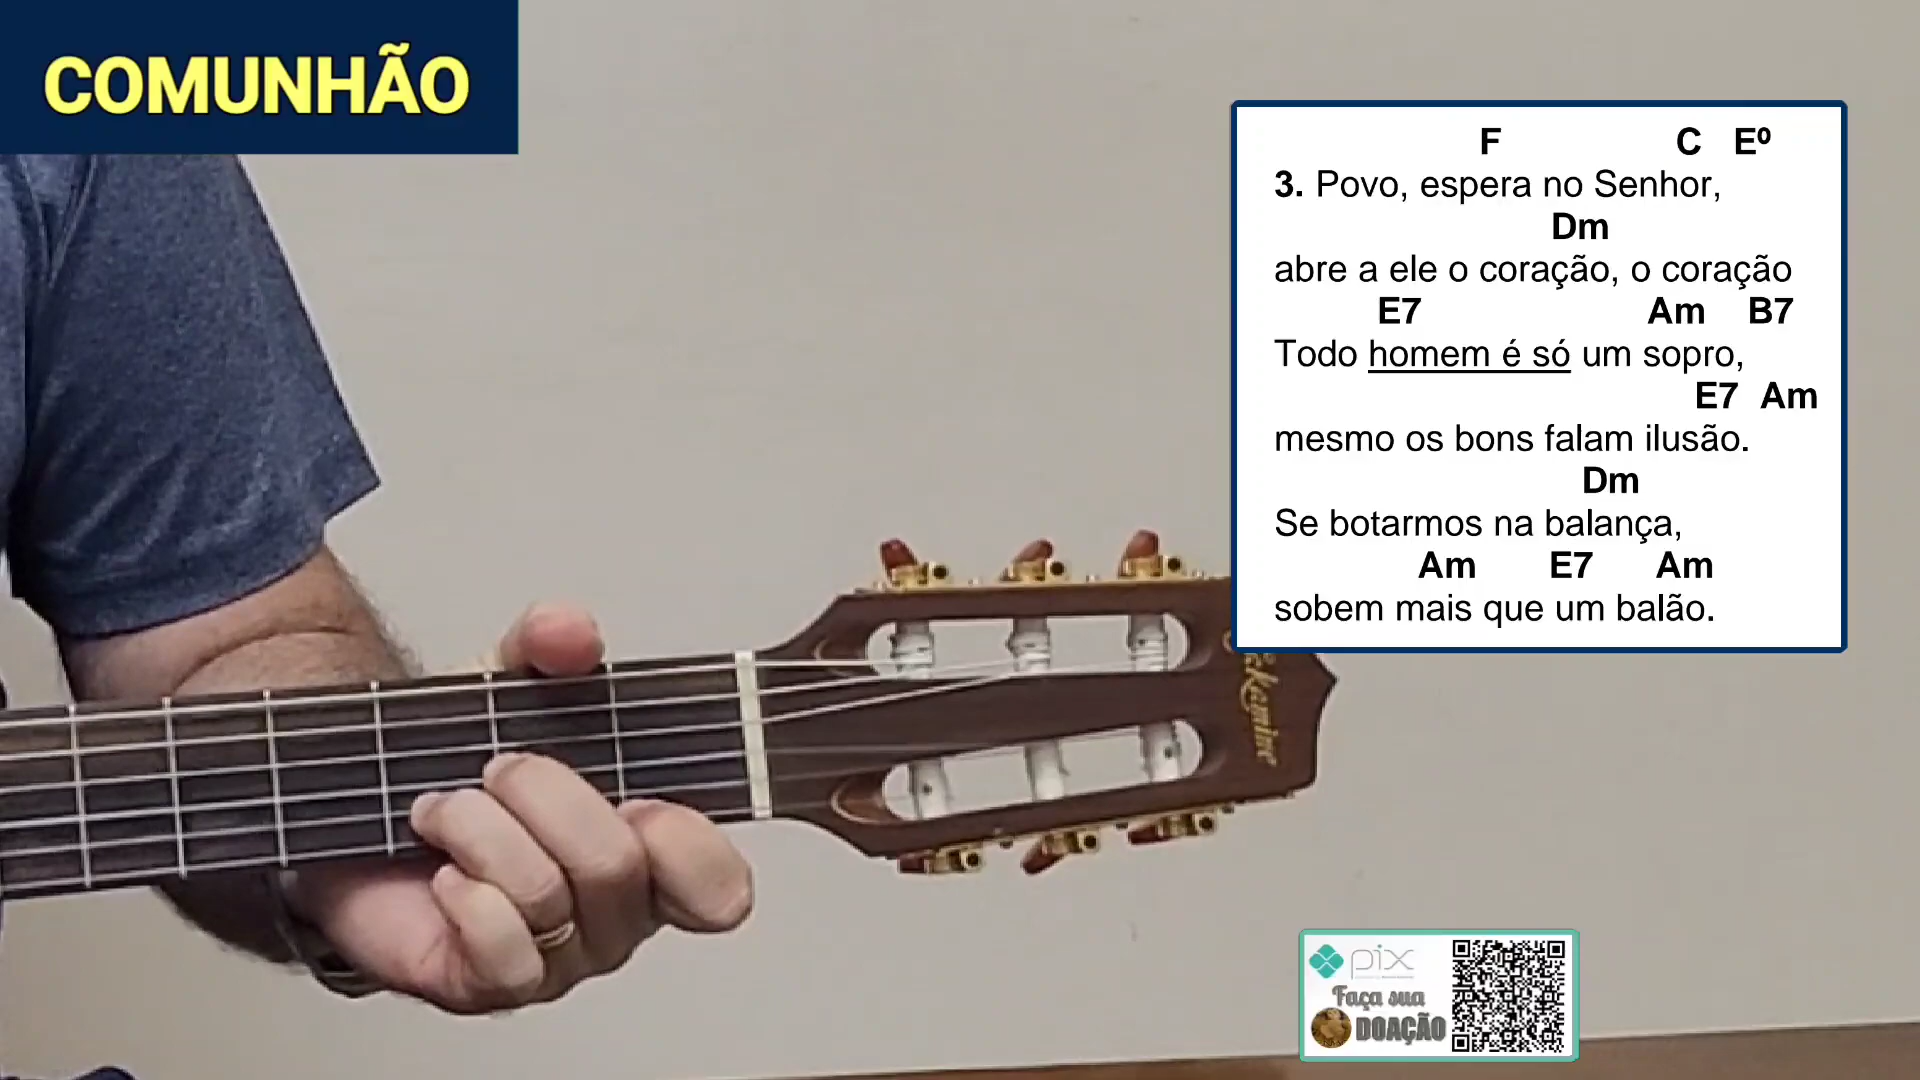 COMUNHÃO
F C Eº
3. Povo, espera no Senhor,
Dm
abre a ele o coração, o coração
E7 Am B7
Todo homem é só um sopro,
E7 Am
mesmo os bons falam ilusão.
Dm
Se botarmos na balança,
Am E7 Am
sobem mais que um balão.
pix
Faça sua
DOAÇÃO